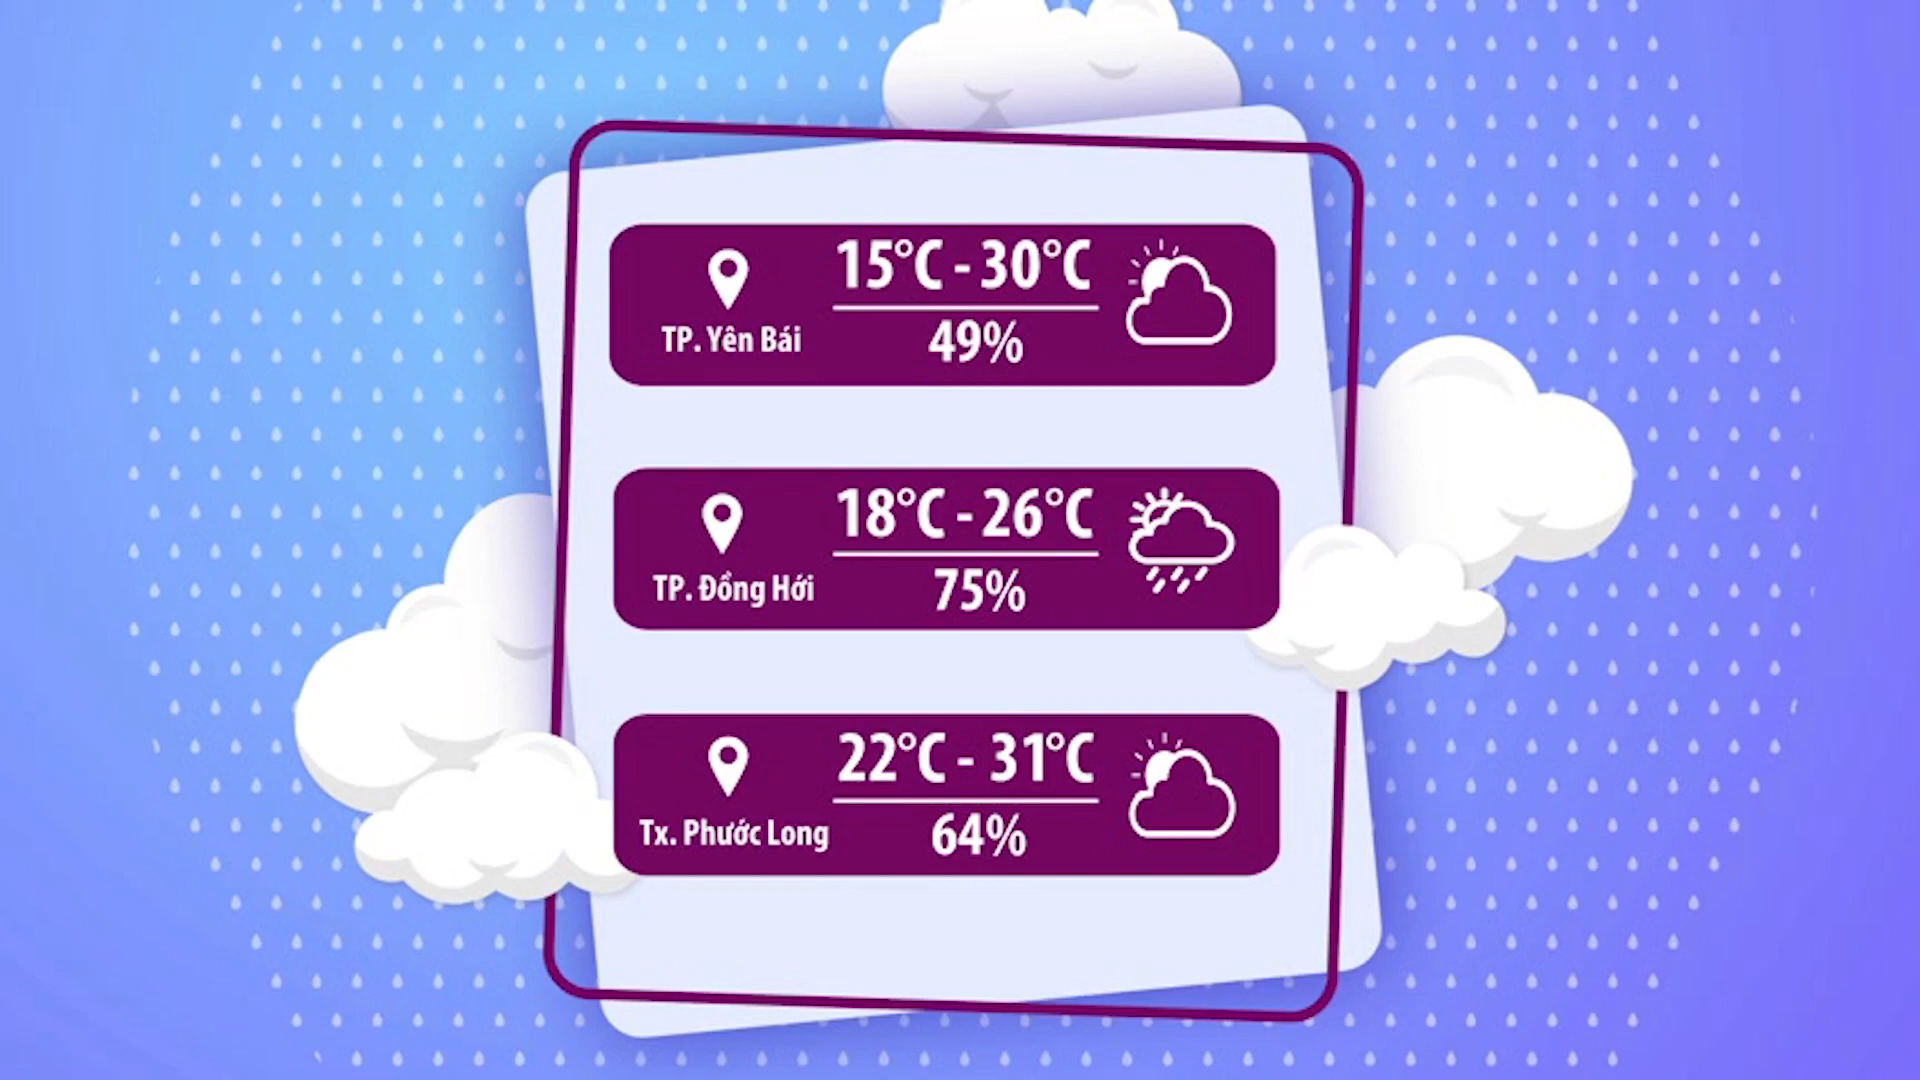 15°C - 30°C
TP. Yên Bái
49%
18°C - 26°C
TP. Đồng Hới
75%
22°C - 31°C
Tx. Phước Long
64%